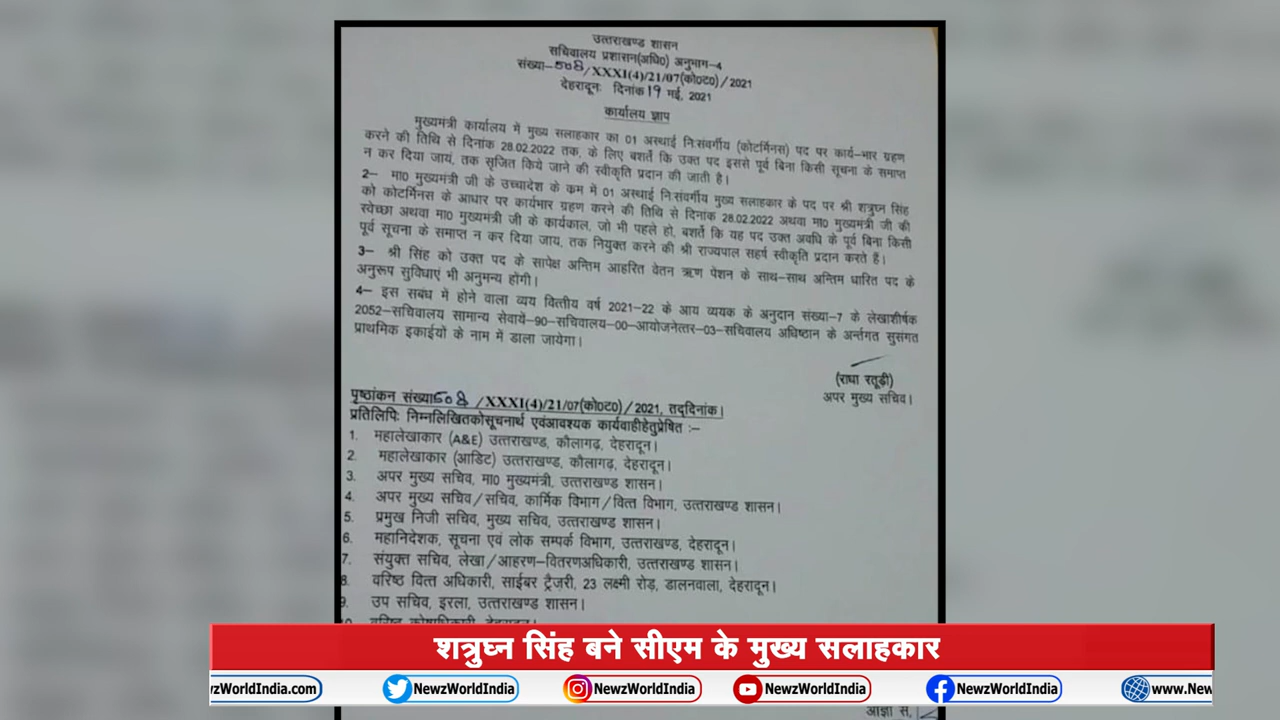 उत्तराखण्ड शासन
सचिवालय प्रशासन(अधि0) अनुभाग-4
संख्या-508/XXXI(4)/21/07(को0ट0)/2021
देहरादूनः दिनांक 19 मई, 2021
कार्यालय ज्ञाप
मुख्यमंत्री कार्यालय में मुख्य सलाहकार का 01 अस्थाई नि:संवर्गीय (कोटर्मिनस) पद पर कार्य-भार ग्रहण
करने की तिथि से दिनांक 28.02.2022 तक, के लिए बशर्ते कि उक्त पद इससे पूर्व बिना किसी सूचना के समाप्त
न कर दिया जाय, तक सृजित किये जाने की स्वीकृति प्रदान की जाती है।
2- मा0 मुख्यमंत्री जी के उच्चादेश के कम में 01 अस्थाई नि:संवर्गीय मुख्य सलाहकार के पद पर श्री शत्रुघ्न सिंह
को कोटर्मिनस के आधार पर कार्यभार ग्रहण करने की तिथि से दिनांक 28.02.2022 अथवा मा0 मुख्यमंत्री जी की
स्वेच्छा अथवा मा0 मुख्यमंत्री जी के कार्यकाल, जो भी पहले हो, बशर्ते कि यह पद उक्त अवधि के पूर्व बिना किसी
पूर्व सूचना के समाप्त न कर दिया जाय, तक नियुक्त करने की श्री राज्यपाल सहर्ष स्वीकृति प्रदान करते हैं।
3- श्री सिंह को उक्त पद के सापेक्ष अन्तिम आहरित वेतन ऋण पेंशन के साथ-साथ अन्तिम धारित पद के
अनुरूप सुविधाएं भी अनुमन्य होगी।
4- इस सबंध में होने वाला व्यय वित्तीय वर्ष 2021-22 के आय व्ययक के अनुदान संख्या-7 के लेखाशीर्षक
2052-सचिवालय सामान्य सेवायें-90-सचिवालय-00-आयोजनेत्तर-03-सचिवालय अधिष्ठान के अर्न्तगत सुसंगत
प्राथमिक इकाईयों के नाम में डाला जायेगा।
(राधा रतूड़ी)
अपर मुख्य सचिव।
पृष्ठांकन संख्या508/XXXI(4)/21/07(को0ट0)/2021, तद्दिनांक।
प्रतिलिपिः निम्नलिखितकोसूचनार्थ एवंआवश्यक कार्यवाहीहेतुप्रेषित :-
1. महालेखाकार (A&E) उत्तराखण्ड, कौलागढ़, देहरादून।
2. महालेखाकार (आडिट) उत्तराखण्ड, कौलागढ़, देहरादून।
3. अपर मुख्य सचिव, मा0 मुख्यमंत्री, उत्तराखण्ड शासन।
4. अपर मुख्य सचिव/सचिव, कार्मिक विभाग/वित्त विभाग, उत्तराखण्ड शासन।
5. प्रमुख निजी सचिव, मुख्य सचिव, उत्तराखण्ड शासन।
6. महानिदेशक, सूचना एवं लोक सम्पर्क विभाग, उत्तराखण्ड, देहरादून।
7. संयुक्त सचिव, लेखा/आहरण-वितरणअधिकारी, उत्तराखण्ड शासन।
8. वरिष्ठ वित्त अधिकारी, साईबर ट्रैज़री, 23 लक्ष्मी रोड़, डालनवाला, देहरादून।
9. उप सचिव, इरला, उत्तराखण्ड शासन।
शत्रुघ्न सिंह बने सीएम के मुख्य सलाहकार
wzWorldIndia.com NewzWorldIndia NewzWorldIndia NewzWorldIndia NewzWorldIndia www.New
आज्ञा से,